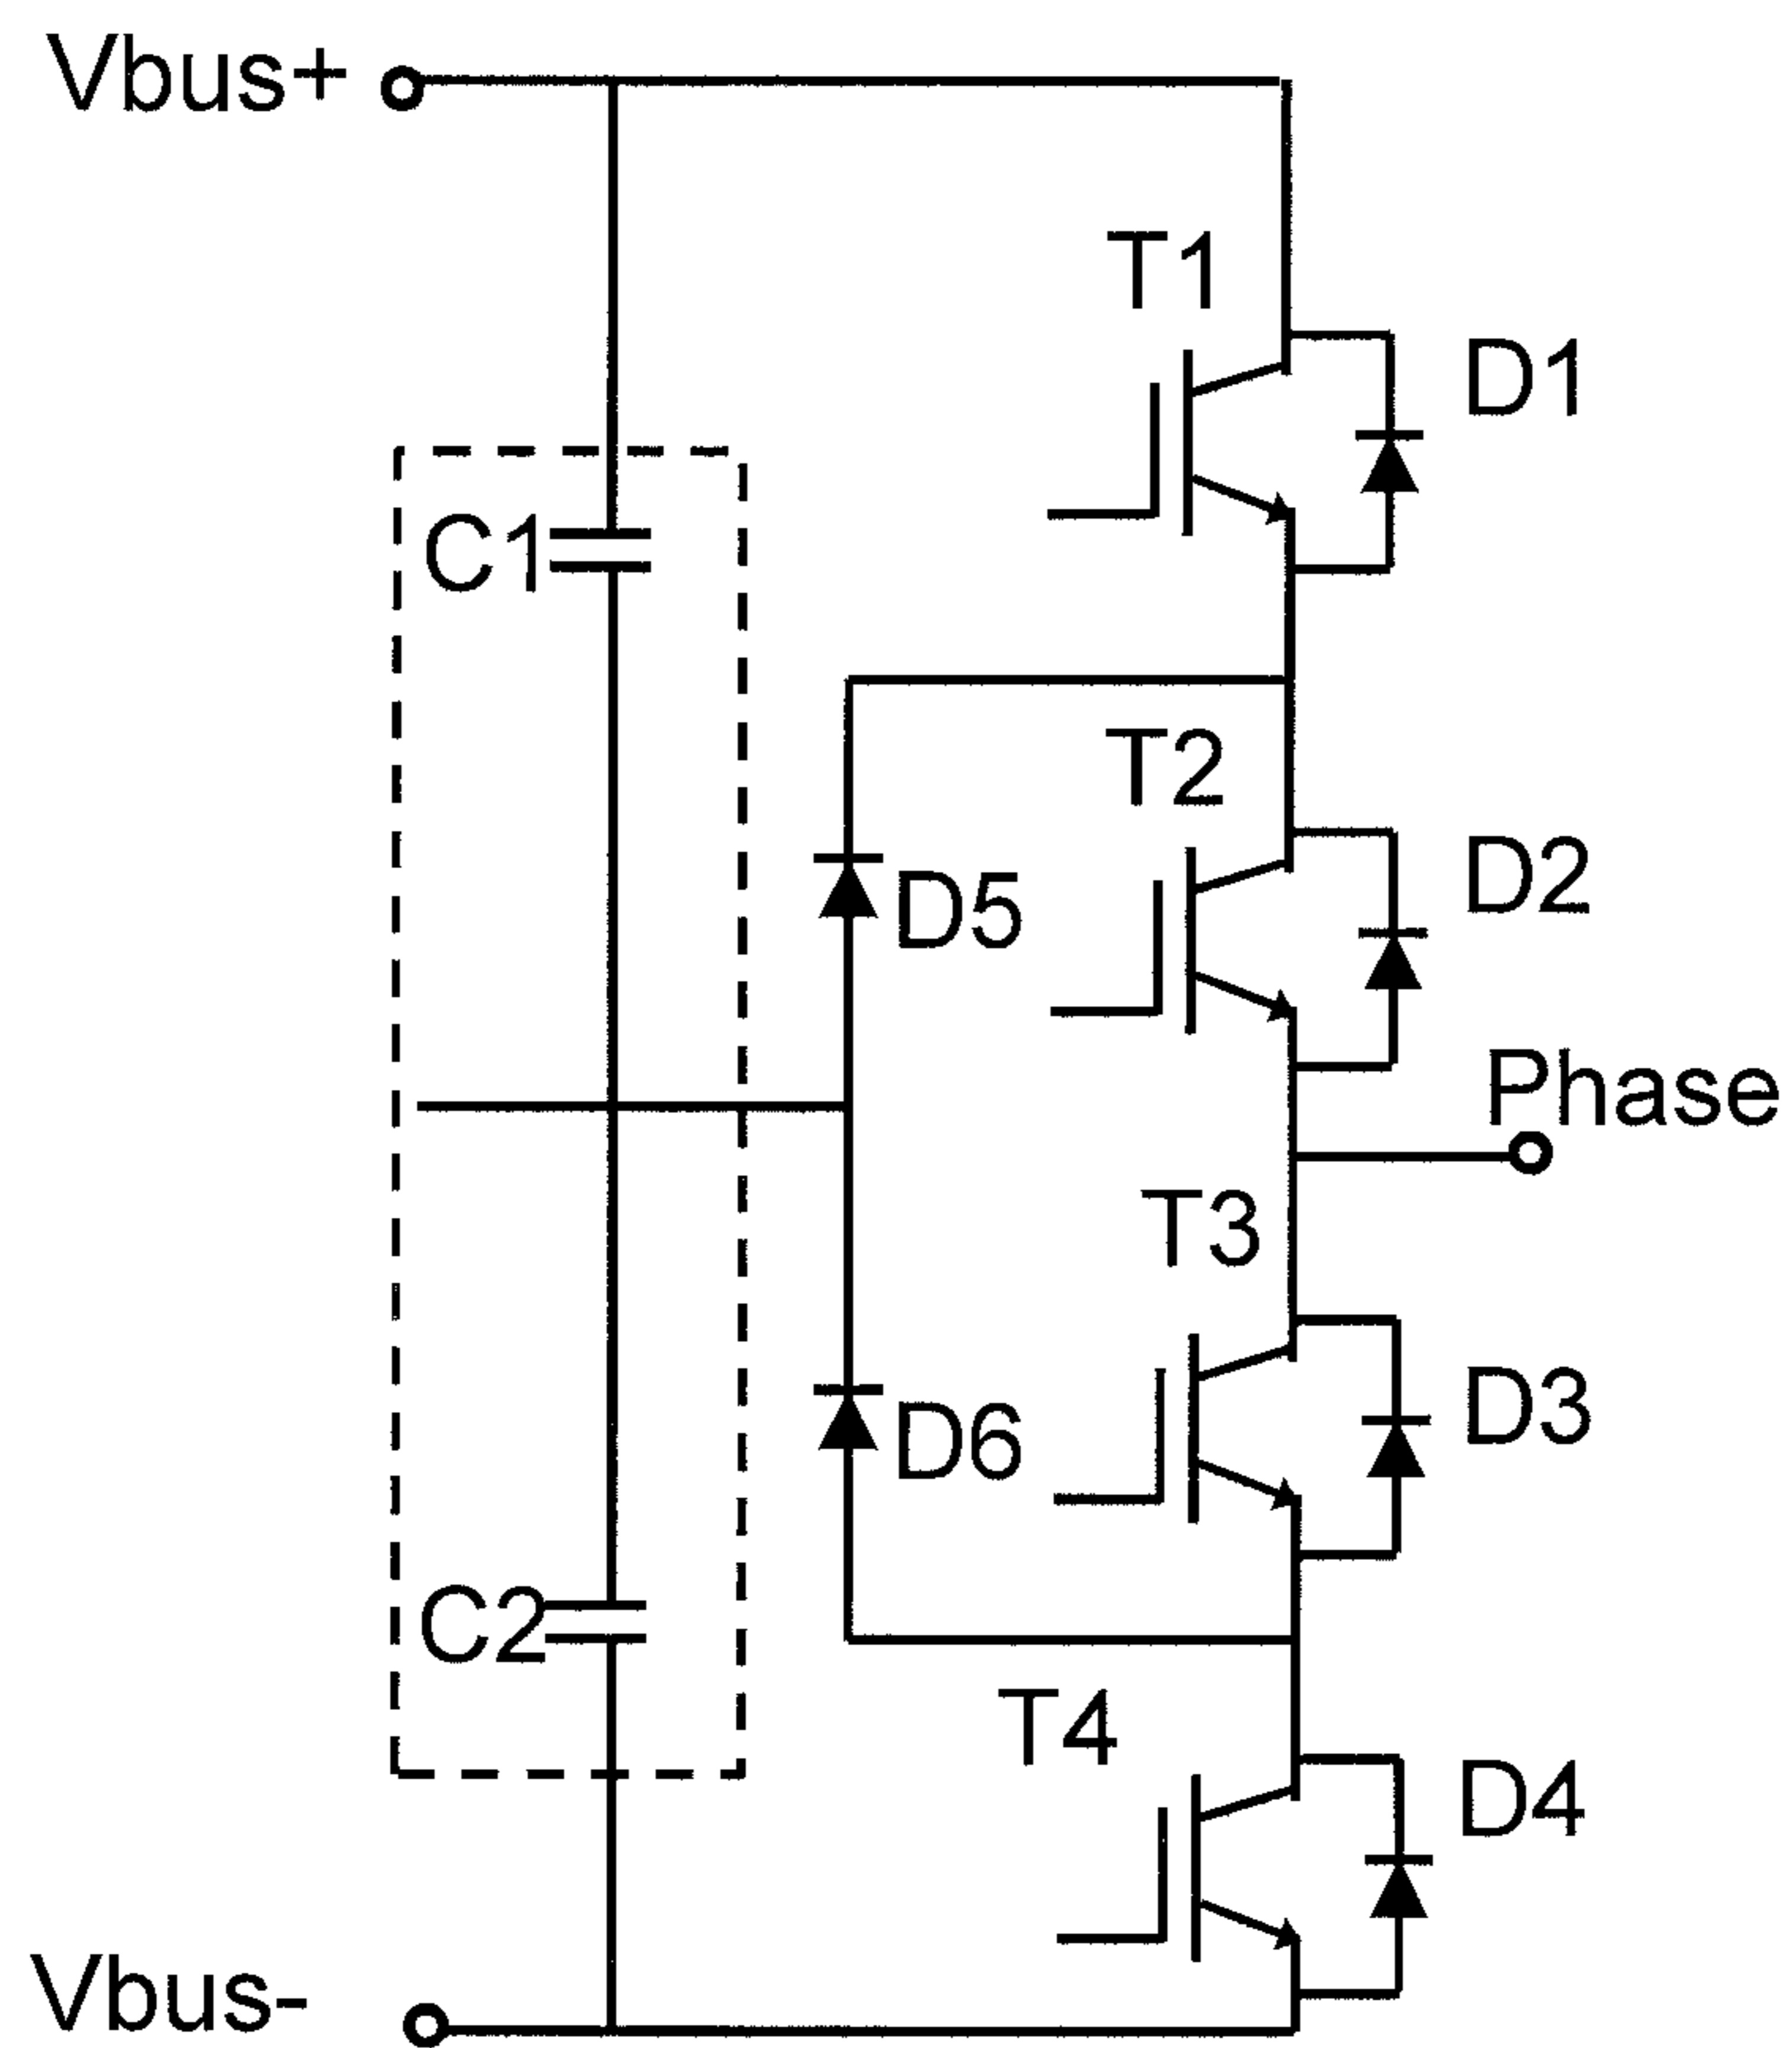 Vbus+
T1
D1
C1
T2
D5
D2
Phase
T3
D6
D3
C2
T4
D4
Vbus-